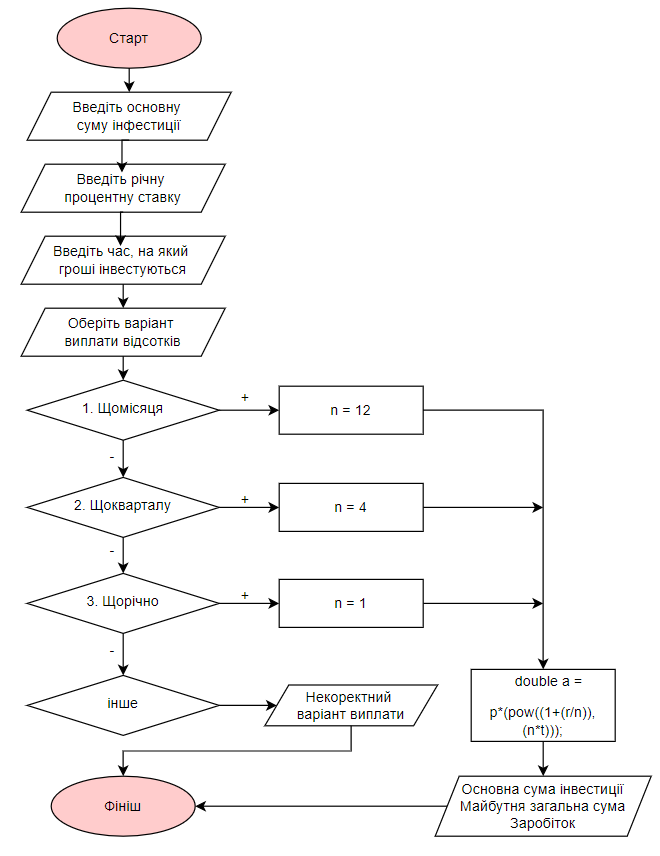 Старт
Введіть основну
суму інфестиції
Введіть річну
процентну ставку
Введіть час, на який
гроші інвестуються
Оберіть варіант
виплати відсотків
1. Щомісяця
+
n = 12
-
2. Щокварталу
+
n = 4
-
3. Щорічно
+
n = 1
-
інше
Некоректний
варіант виплати
double a =
p*(pow((1+(r/n)),
(n*t)));
Основна сума інвестиції
Майбутня загальна сума
Заробіток
Фініш